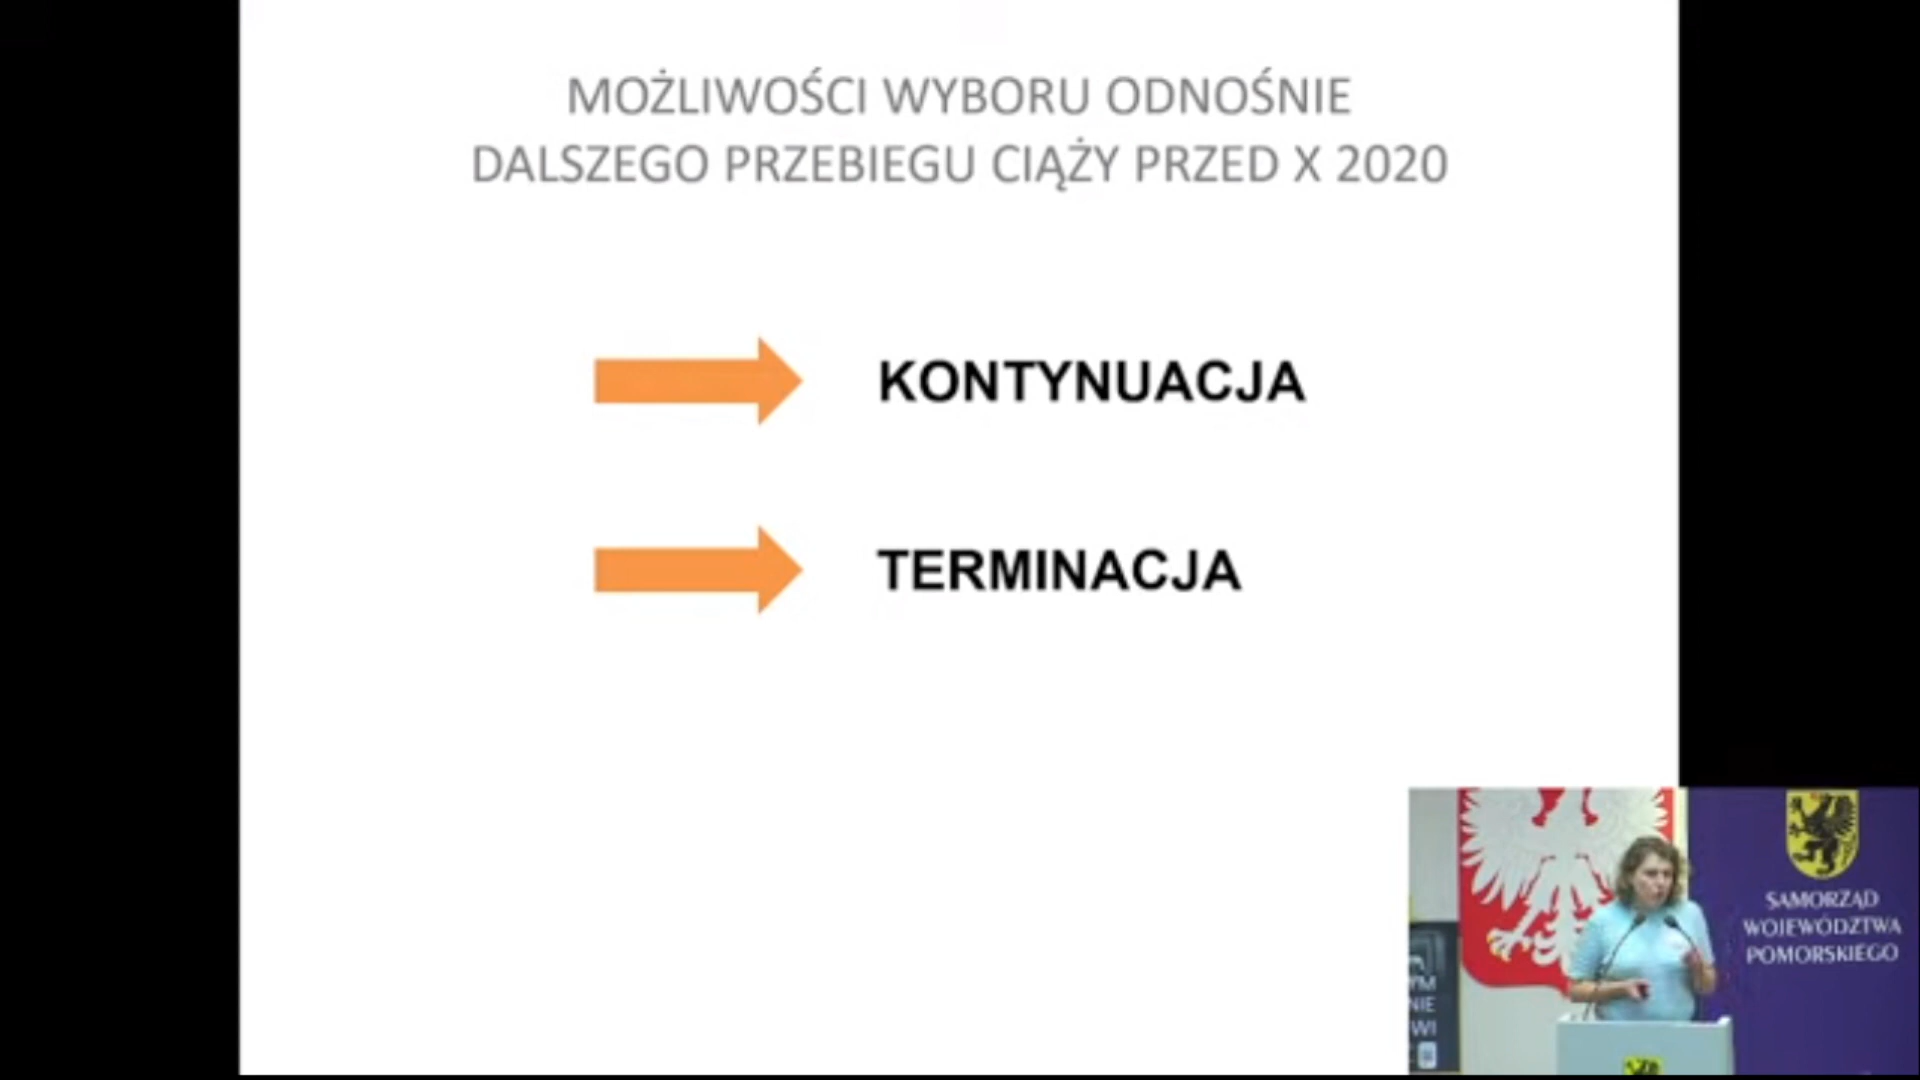 MOŻLIWOŚCI WYBORU ODNOŚNIE
DALSZEGO PRZEBIEGU CIĄŻY PRZED X 2020
KONTYNUACJA
TERMINACJA
SAMORZĄD
WOJEWÓDZTWA
POMORSKIEGO